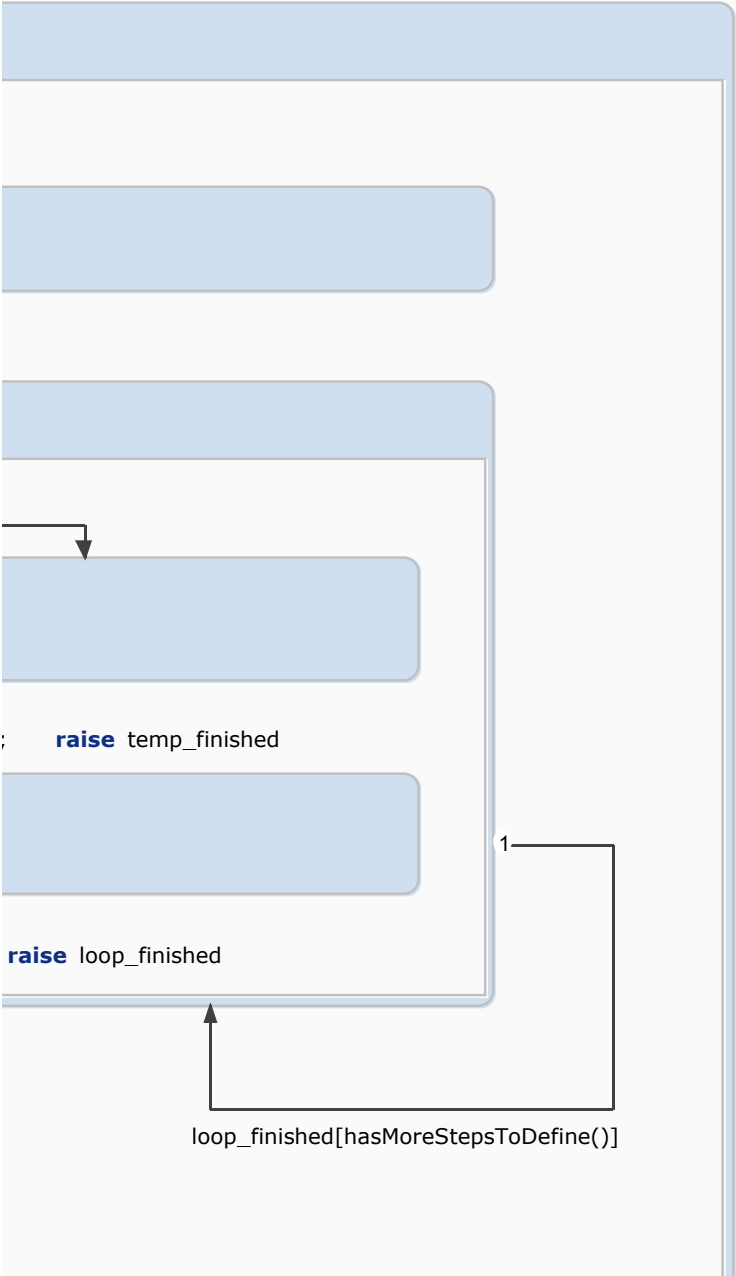 ; raise temp_finished
1
raise loop_finished
loop_finished[hasMoreStepsToDefine()]